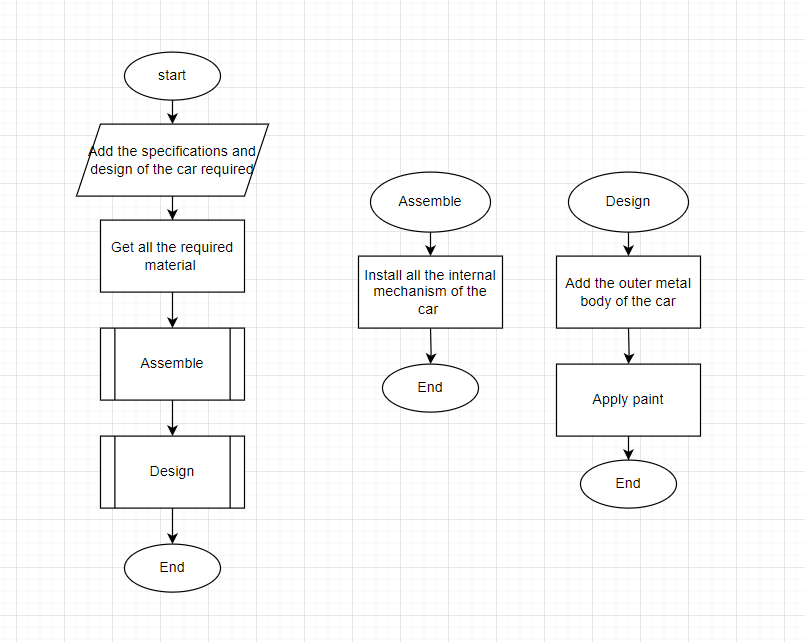 start
Add the specifications and
design of the car required
Get all the required
material
Assemble
Design
End
Assemble
Install all the internal
mechanism of the
car
End
Design
Add the outer metal
body of the car
Apply paint
End